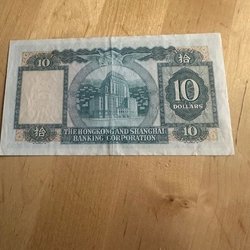 10 拾
10
DOLLARS
拾 THE HONGKONG AND SHANGHAI 10
BANKING CORPORATION